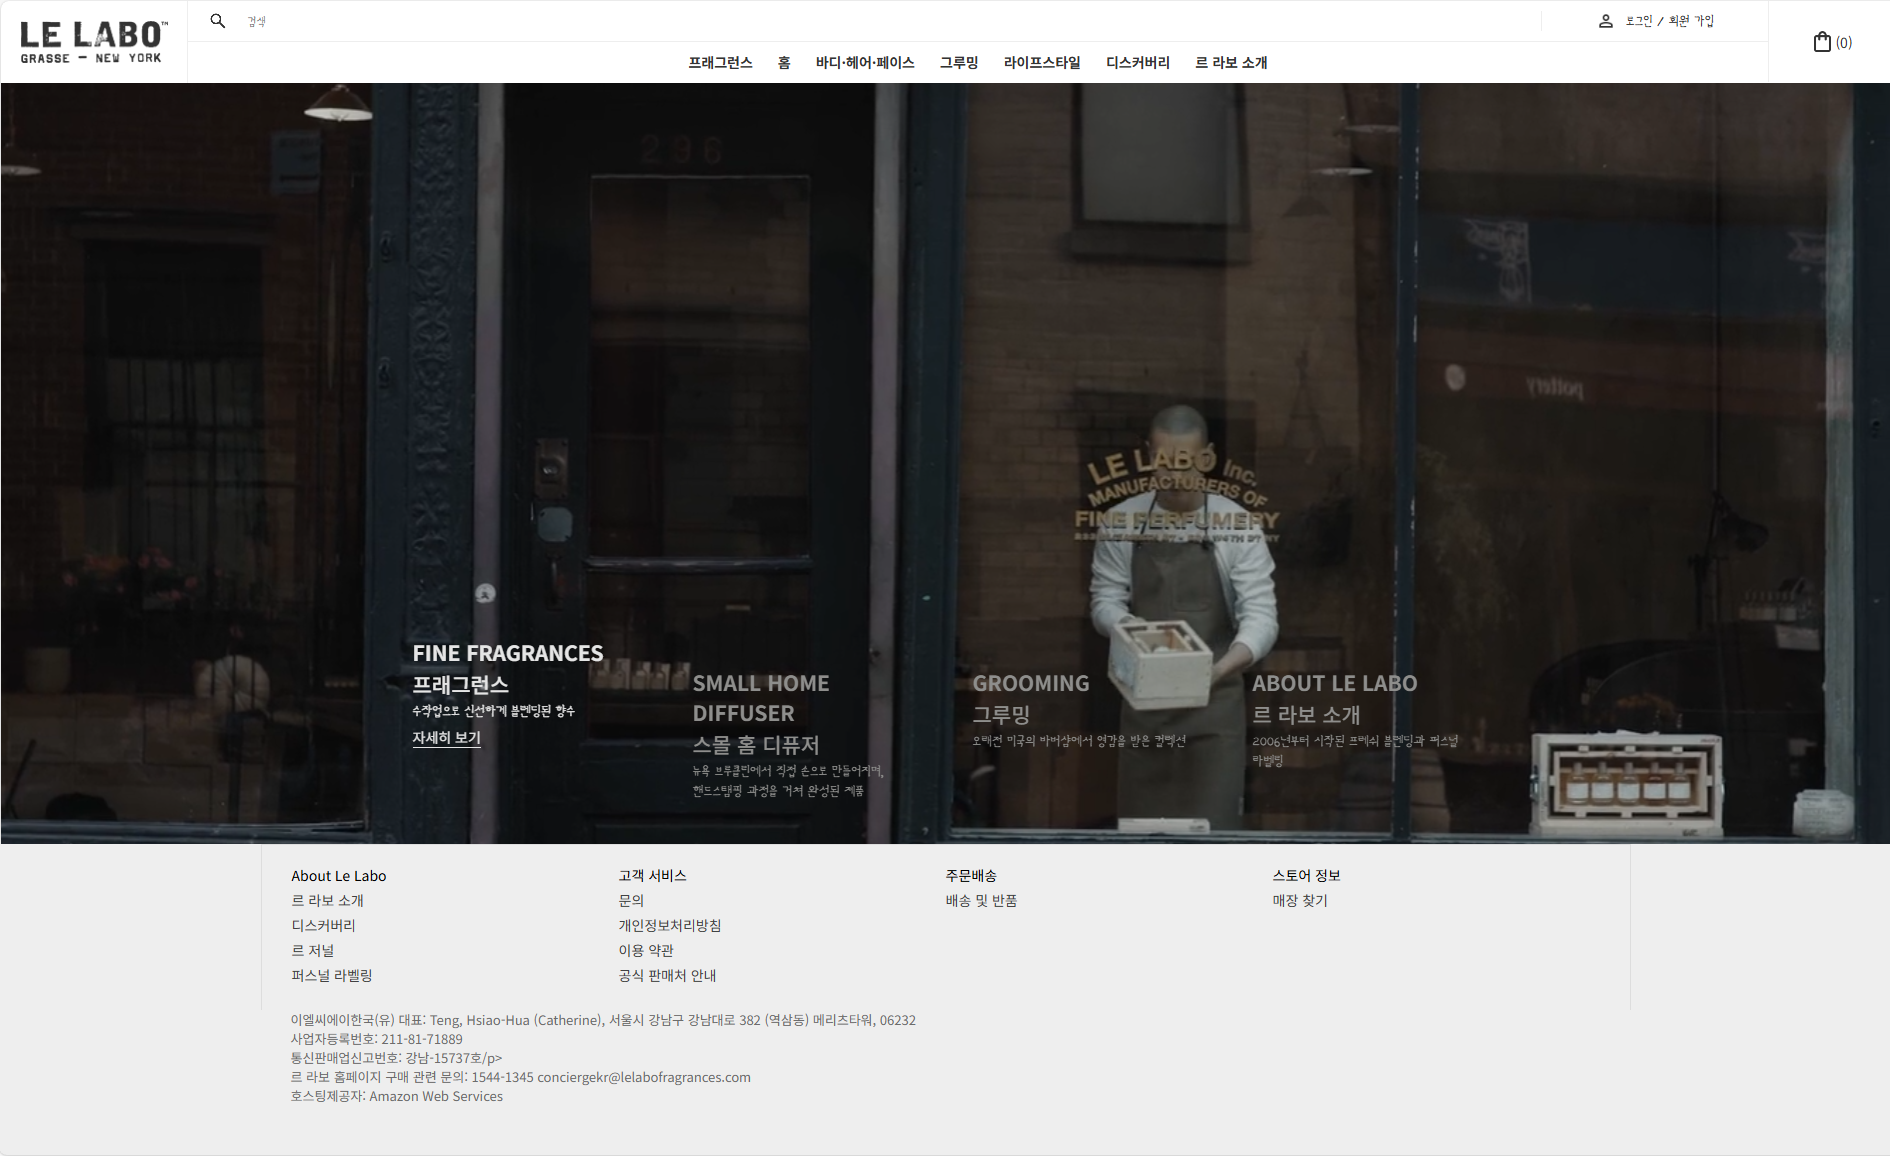 LE LABO™
GRASSE – NEW YORK
검색
로그인 / 회원 가입
(0)
프래그런스 홈 바디·헤어·페이스 그루밍 라이프스타일 디스커버리 르 라보 소개
296
pottery
LE LABO Inc.
MANUFACTURERS OF
FINE PERFUMERY
FINE FRAGRANCES
프래그런스
수작업으로 신선하게 블렌딩된 향수
자세히 보기
SMALL HOME
DIFFUSER
스몰 홈 디퓨저
뉴욕 브루클린에서 직접 손으로 만들어지며,
핸드스탬핑 과정을 거쳐 완성된 제품
GROOMING
그루밍
오래전 미국의 바버샵에서 영감을 받은 컬렉션
ABOUT LE LABO
르 라보 소개
2006년부터 시작된 프레쉬 블렌딩과 퍼스널
라벨링
About Le Labo
르 라보 소개
디스커버리
르 저널
퍼스널 라벨링
고객 서비스
문의
개인정보처리방침
이용 약관
공식 판매처 안내
주문배송
배송 및 반품
스토어 정보
매장 찾기
이엘씨에이한국(유) 대표: Teng, Hsiao-Hua (Catherine), 서울시 강남구 강남대로 382 (역삼동) 메리츠타워, 06232
사업자등록번호: 211-81-71889
통신판매업신고번호: 강남-15737호/p>
르 라보 홈페이지 구매 관련 문의: 1544-1345 conciergekr@lelabofragrances.com
호스팅제공자: Amazon Web Services